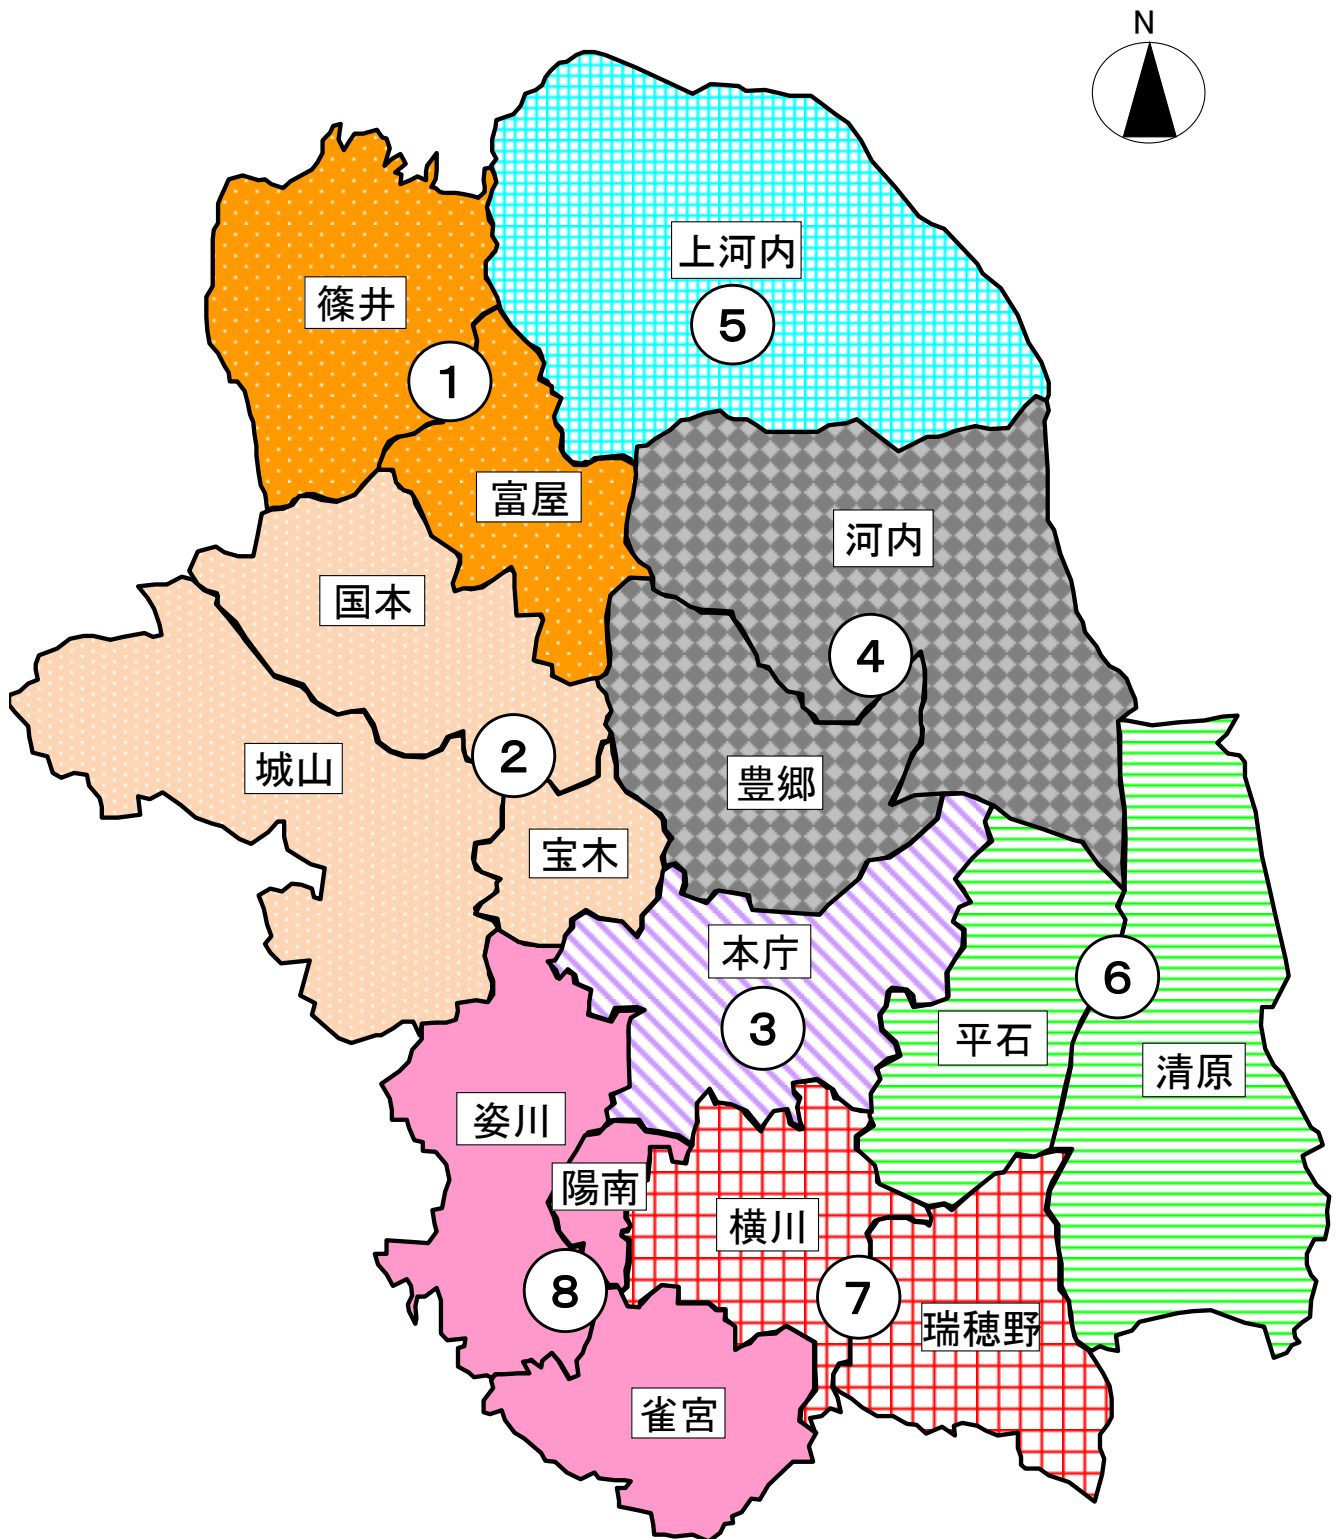 N
上河内
⑤
篠井
①
富屋
河内
国本
④
城山
②
豊郷
宝木
本庁
③
⑥
平石
清原
姿川
陽南
横川
⑧
⑦
瑞穂野
雀宮